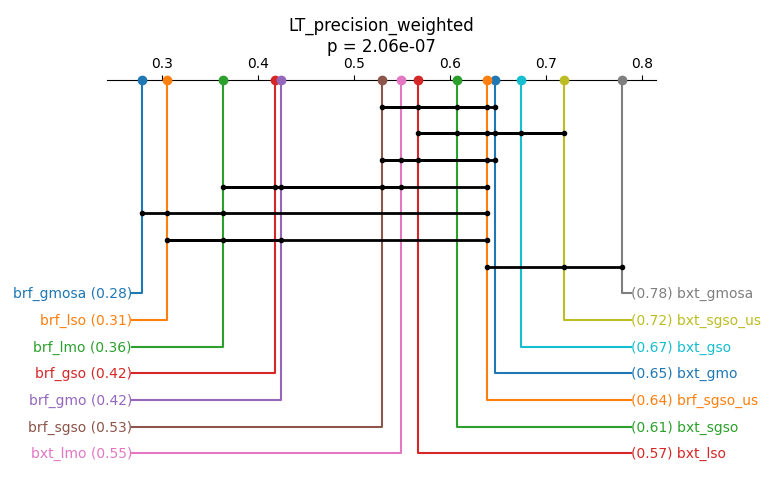 LT_precision_weighted
p = 2.06e-07
0.3 0.4 0.5 0.6 0.7 0.8
brf_gmosa (0.28) (0.78) bxt_gmosa
brf_lso (0.31) (0.72) bxt_sgso_us
brf_lmo (0.36) (0.67) bxt_gso
brf_gso (0.42) (0.65) bxt_gmo
brf_gmo (0.42) (0.64) brf_sgso_us
brf_sgso (0.53) (0.61) bxt_sgso
bxt_lmo (0.55) (0.57) bxt_lso